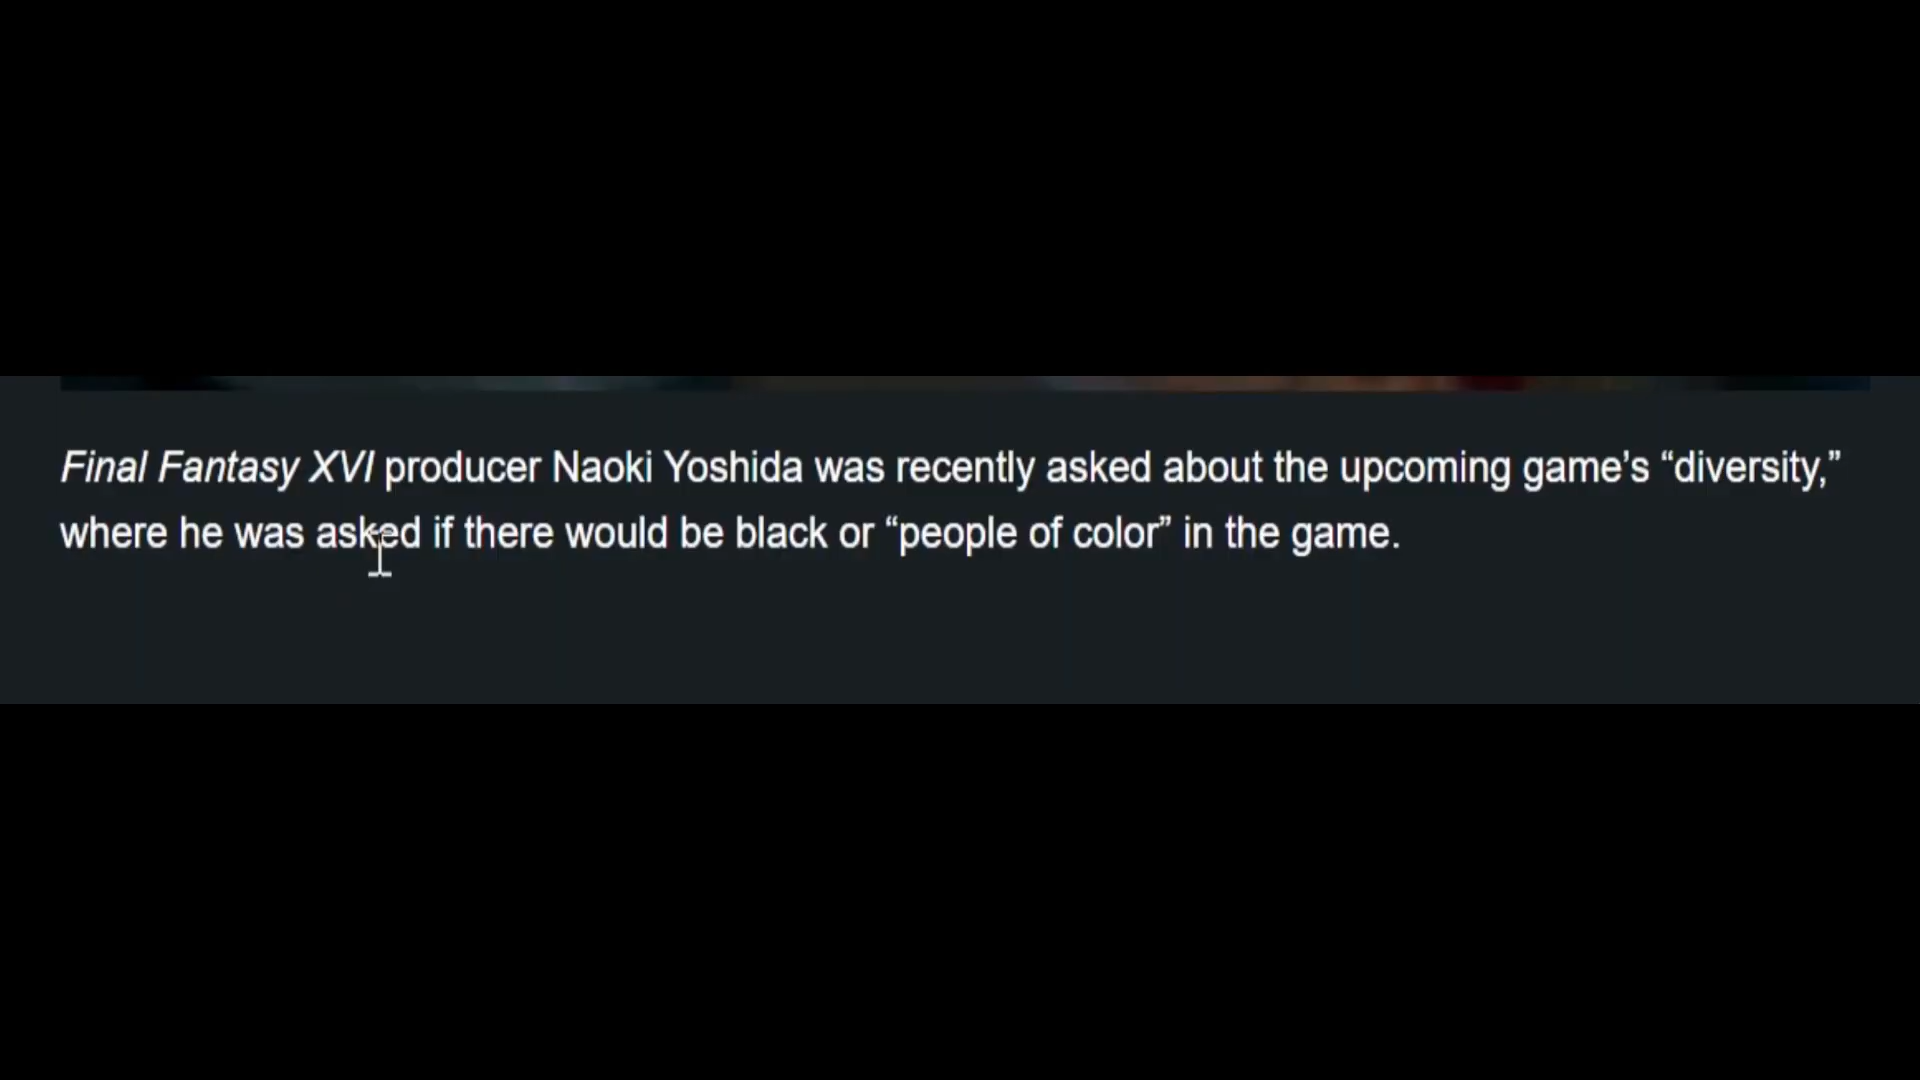 Final Fantasy XVI producer Naoki Yoshida was recently asked about the upcoming game’s “diversity,”
where he was asked if there would be black or “people of color” in the game.